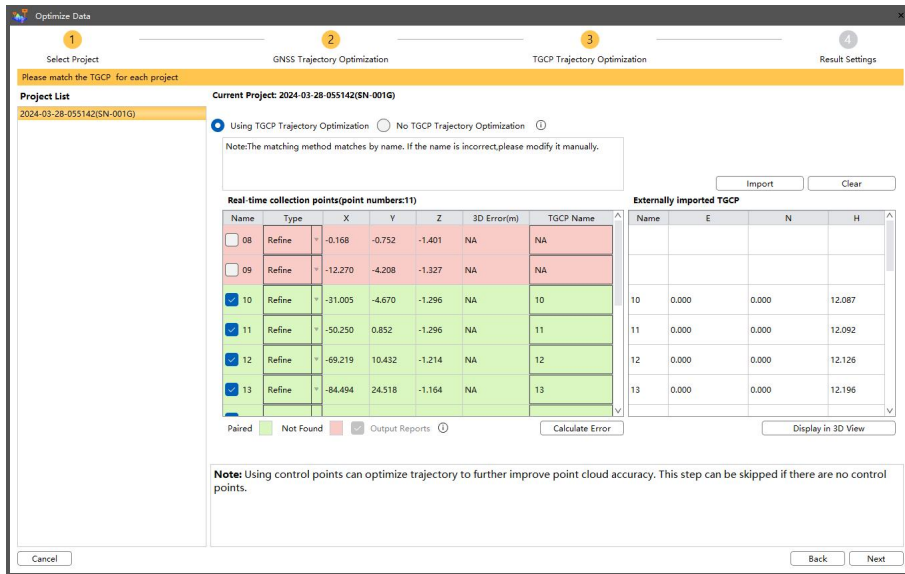 Optimize Data
1 2 3 4
Select Project GNSS Trajectory Optimization TGCP Trajectory Optimization Result Settings
Please match the TGCP for each project
Project List
2024-03-28-055142(SN-001G)
Current Project: 2024-03-28-055142(SN-001G)
Using TGCP Trajectory Optimization No TGCP Trajectory Optimization
Note:The matching method matches by name. If the name is incorrect,please modify it manually.
Import Clear
Real-time collection points(point numbers:11) Externally imported TGCP
Name Type X Y Z 3D Error(m) TGCP Name Name E N H
08 Refine -0.168 -0.752 -1.401 NA NA
09 Refine -12.270 -4.208 -1.327 NA NA
10 Refine -31.005 -4.670 -1.296 NA 10 10 0.000 0.000 12.087
11 Refine -50.250 0.852 -1.296 NA 11 11 0.000 0.000 12.092
12 Refine -69.219 10.432 -1.214 NA 12 12 0.000 0.000 12.126
13 Refine -84.494 24.518 -1.164 NA 13 13 0.000 0.000 12.196
Paired Not Found Output Reports Calculate Error Display in 3D View
Note: Using control points can optimize trajectory to further improve point cloud accuracy. This step can be skipped if there are no control
points.
Cancel Back Next